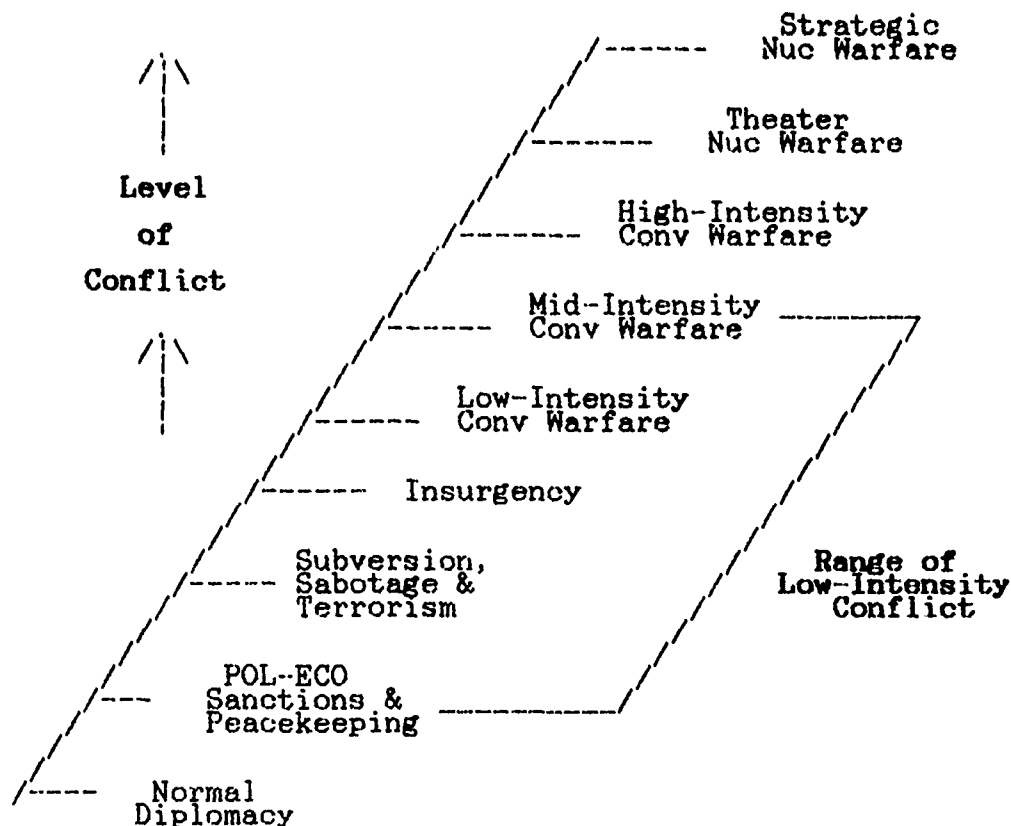 Strategic
Nuc Warfare
Theater
Nuc Warfare
Level
of
Conflict
High-Intensity
Conv Warfare
Mid-Intensity
Conv Warfare
Low-Intensity
Conv Warfare
Insurgency
Subversion,
Sabotage &
Terrorism
Range of
Low-Intensity
Conflict
POL-ECO
Sanctions &
Peacekeeping
Normal
Diplomacy